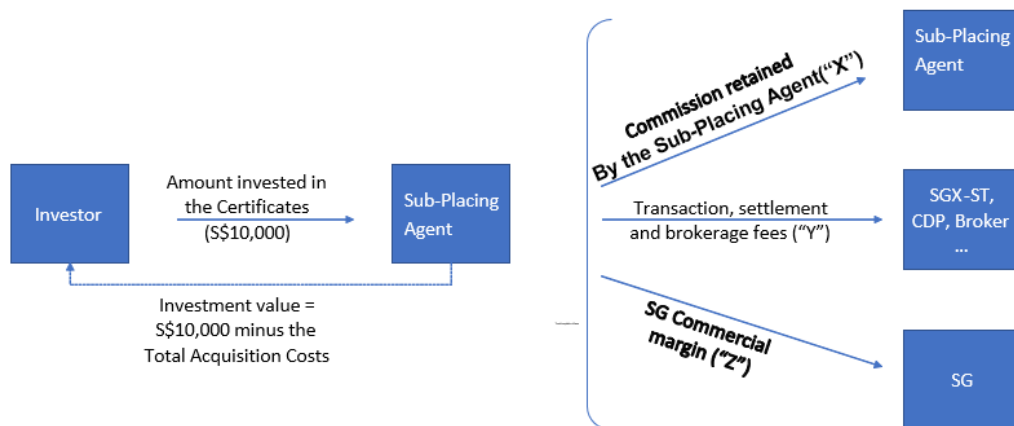 Investor
Amount invested in
the Certificates
(S$10,000)
Sub-Placing
Agent
Investment value =
S$10,000 minus the
Total Acquisition Costs
Commission retained
By the Sub-Placing Agent(“X”)
Sub-Placing
Agent
Transaction, settlement
and brokerage fees (“Y”)
SGX-ST,
CDP, Broker
...
SG Commercial
margin (“Z”)
SG